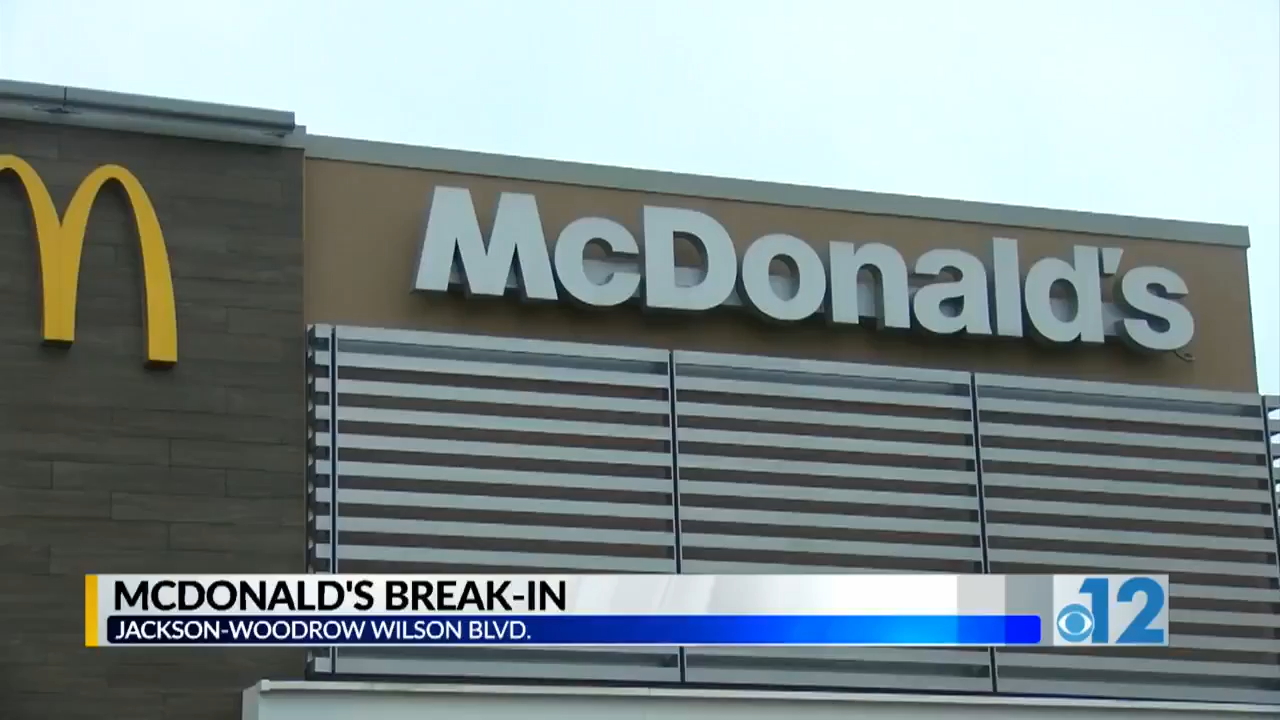 McDonald's
MCDONALD'S BREAK-IN
JACKSON-WOODROW WILSON BLVD.
12